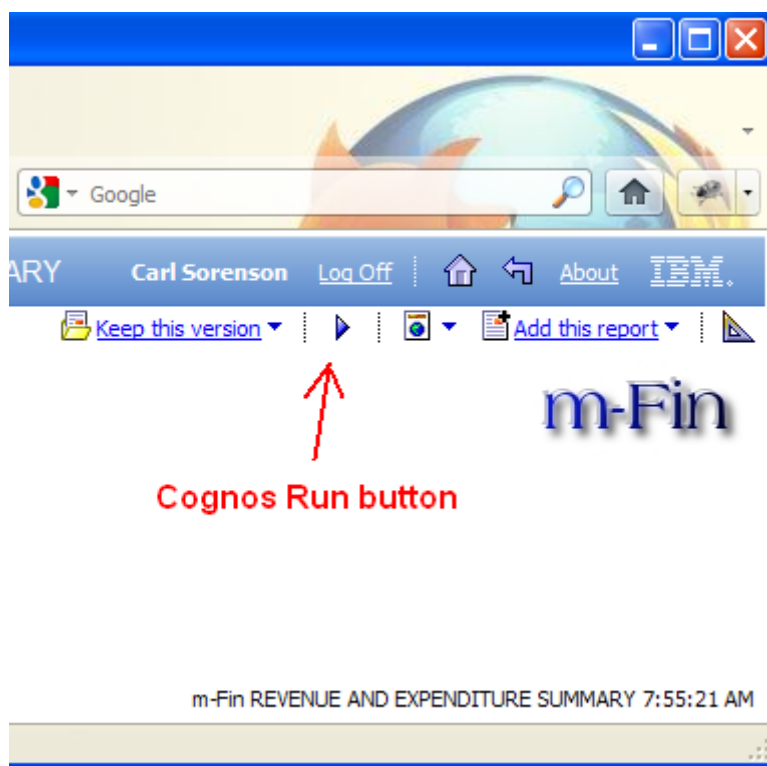 Google
ARY Carl Sorenson Log Off About IBM.
Keep this version Add this report
m-Fin
Cognos Run button
m-Fin REVENUE AND EXPENDITURE SUMMARY 7:55:21 AM